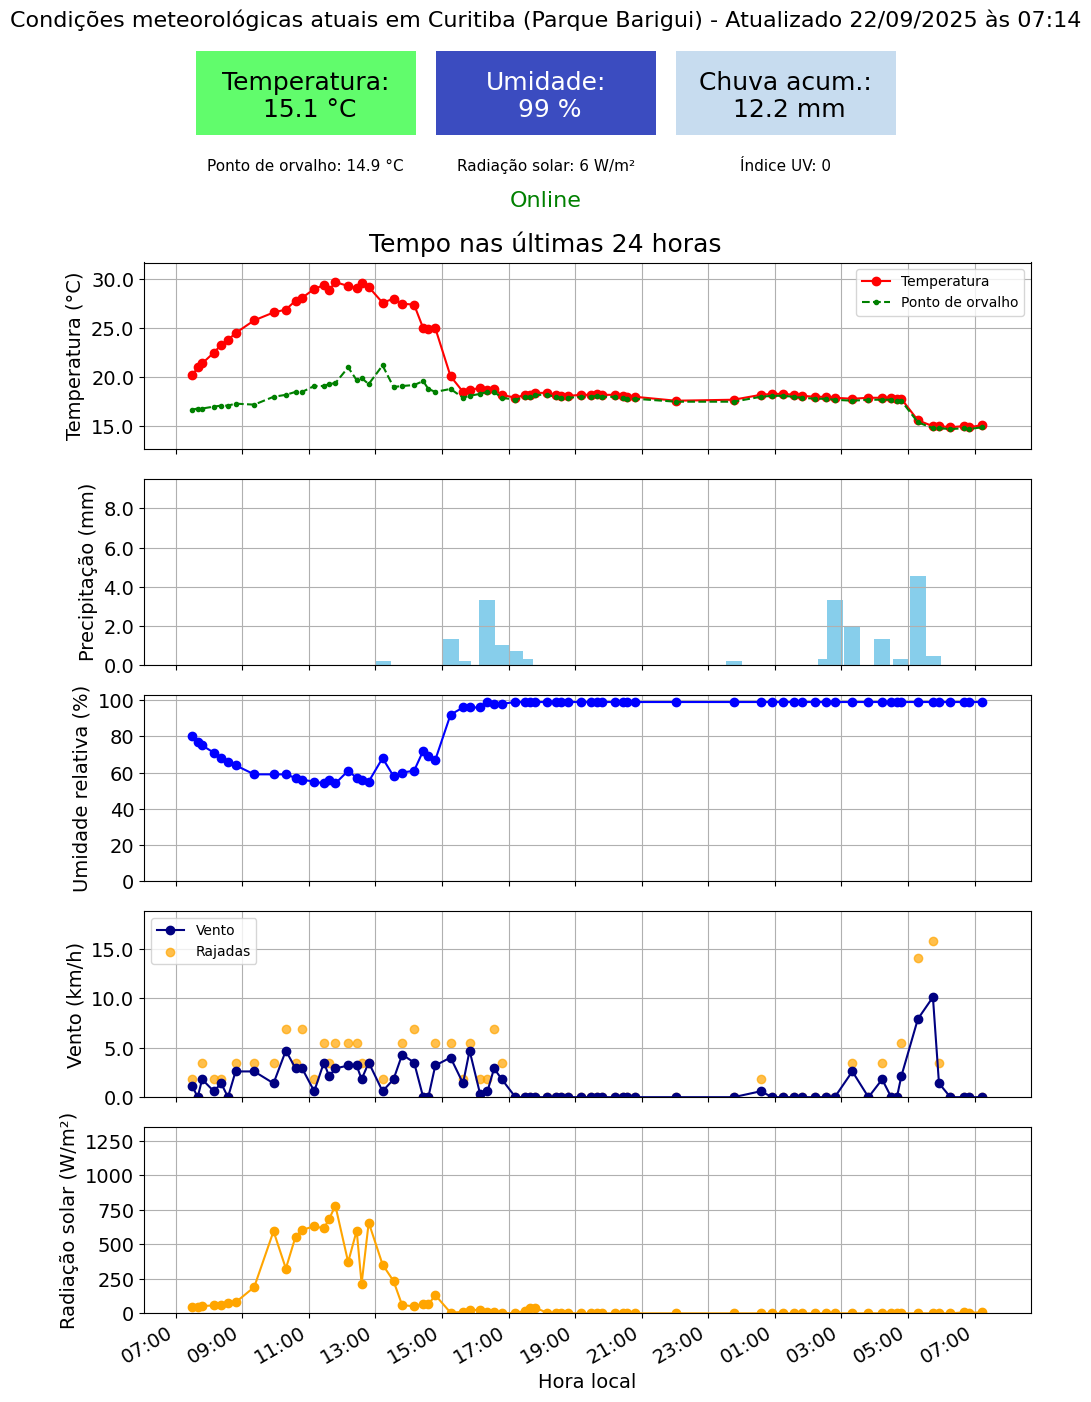 Condições meteorológicas atuais em Curitiba (Parque Barigui) - Atualizado 22/09/2025 às 07:14
Temperatura:
15.1 °C
Umidade:
99 %
Chuva acum.:
12.2 mm
Ponto de orvalho: 14.9 °C
Radiação solar: 6 W/m²
Índice UV: 0
Online
Tempo nas últimas 24 horas
Temperatura (°C)
30.0
25.0
20.0
15.0
Temperatura
Ponto de orvalho
Precipitação (mm)
8.0
6.0
4.0
2.0
0.0
Umidade relativa (%)
100
80
60
40
20
0
Vento (km/h)
15.0
10.0
5.0
0.0
Vento
Rajadas
Radiação solar (W/m²)
1250
1000
750
500
250
0
07:00
09:00
11:00
13:00
15:00
17:00
19:00
21:00
23:00
01:00
03:00
05:00
07:00
Hora local